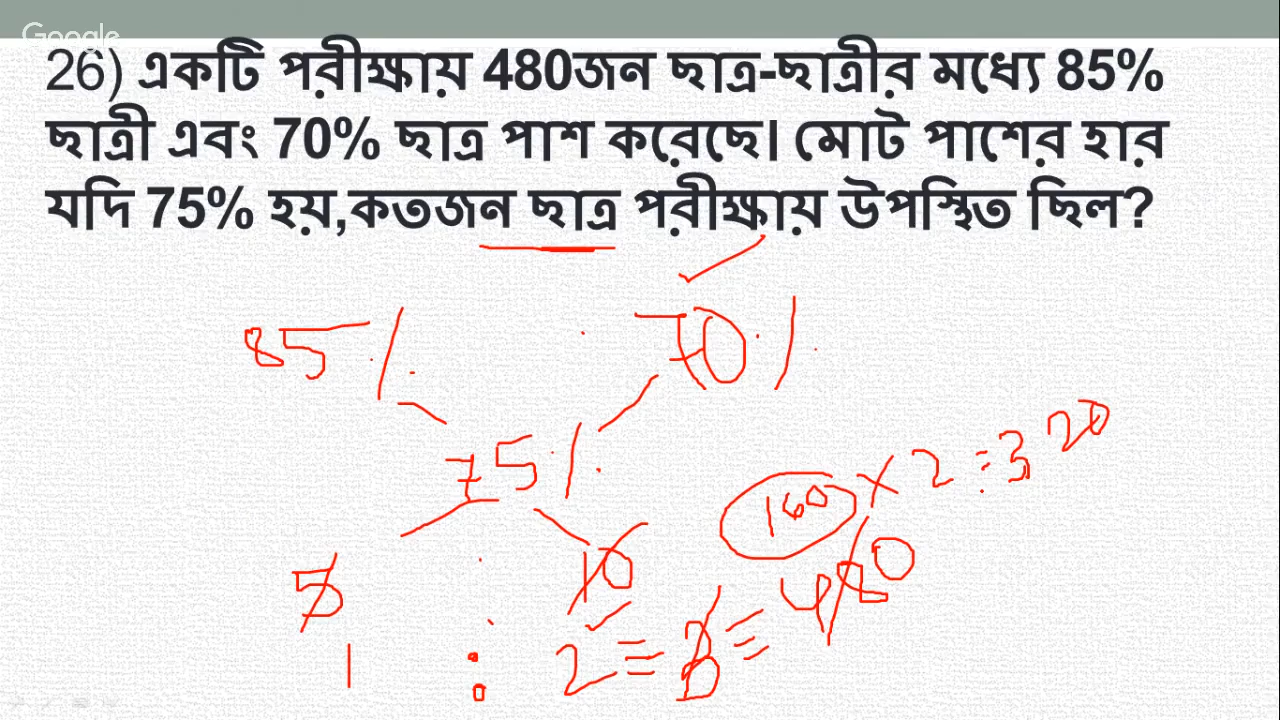 Google
26) একটি পরীক্ষায় 480জন ছাত্র-ছাত্রীর মধ্যে 85%
ছাত্রী এবং 70% ছাত্র পাশ করেছে। মোট পাশের হার
যদি 75% হয়,কতজন ছাত্র পরীক্ষায় উপস্থিত ছিল?
85% : 70%
75%
160 × 2 = 320
5 : 10
1 : 2 = 3 = 480